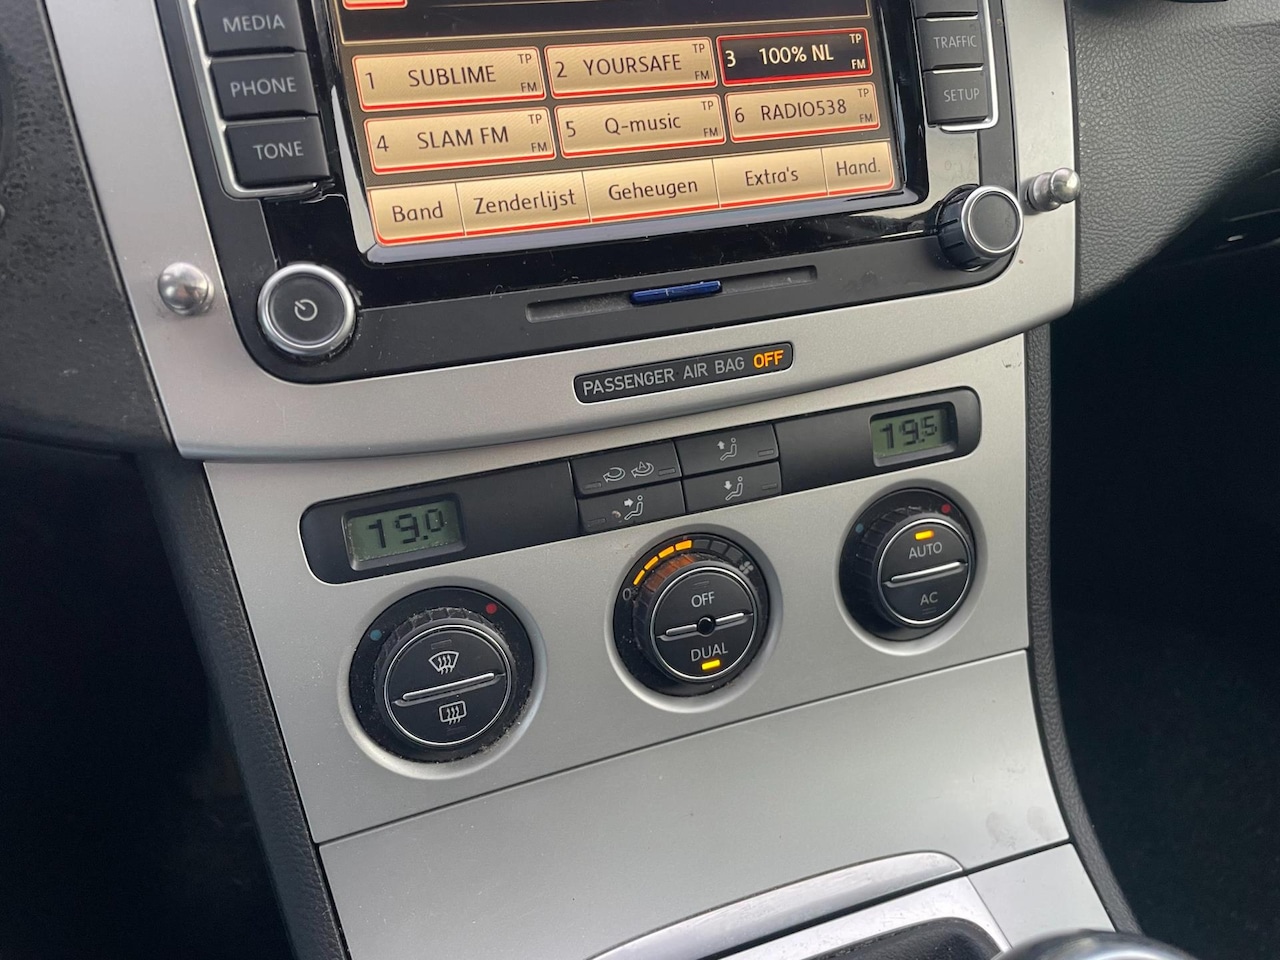 MEDIA
PHONE
TONE
TRAFFIC
SETUP
1 SUBLIME TP FM
2 YOURSAFE TP FM
3 100% NL TP FM
4 SLAM FM TP FM
5 Q-music TP FM
6 RADIO538 TP FM
Band Zenderlijst Geheugen Extra's Hand.
PASSENGER AIR BAG OFF
19.0
19.5
0
OFF
DUAL
AUTO
AC